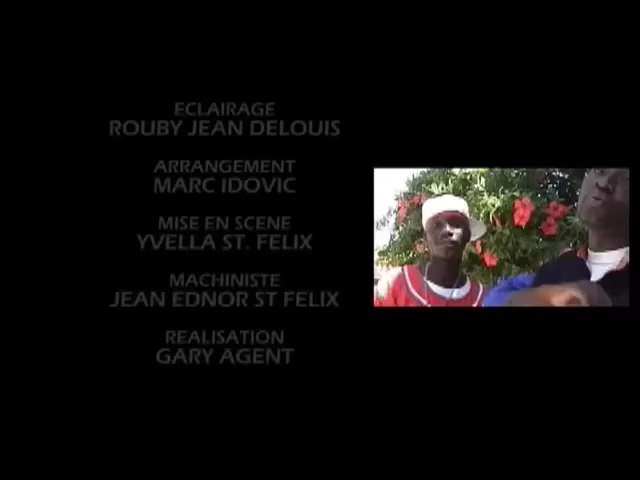 ECLAIRAGE
ROUBY JEAN DELOUIS
ARRANGEMENT
MARC IDOVIC
MISE EN SCENE
YVELLA ST. FELIX
MACHINISTE
JEAN EDNOR ST FELIX
REALISATION
GARY AGENT